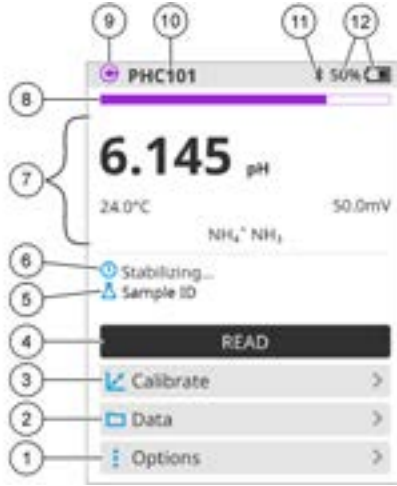 9 10 11 12
PHC101 50%
8
6.145 pH
7
24.0°C 50.0mV
NH₄⁺ NH₃
6 Stabilizing...
5 Sample ID
4 READ
3 Calibrate >
2 Data >
1 Options >